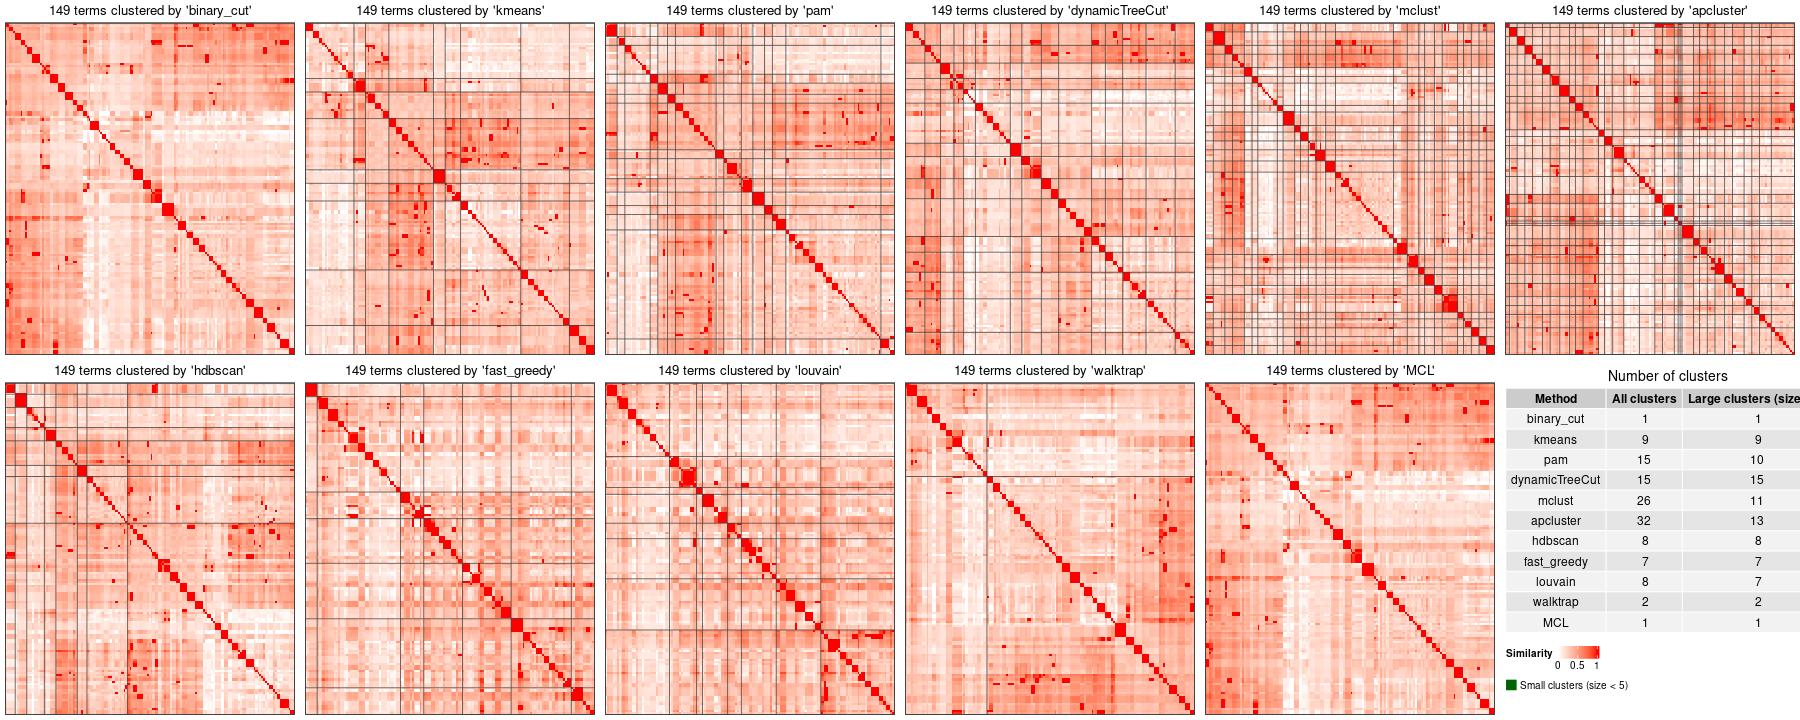 149 terms clustered by 'binary_cut'
149 terms clustered by 'kmeans'
149 terms clustered by 'pam'
149 terms clustered by 'dynamicTreeCut'
149 terms clustered by 'mclust'
149 terms clustered by 'apcluster'
149 terms clustered by 'hdbscan'
149 terms clustered by 'fast_greedy'
149 terms clustered by 'louvain'
149 terms clustered by 'walktrap'
149 terms clustered by 'MCL'
Number of clusters
Method All clusters Large clusters (size
binary_cut 1 1
kmeans 9 9
pam 15 10
dynamicTreeCut 15 15
mclust 26 11
apcluster 32 13
hdbscan 8 8
fast_greedy 7 7
louvain 8 7
walktrap 2 2
MCL 1 1
Similarity
0 0.5 1
Small clusters (size < 5)